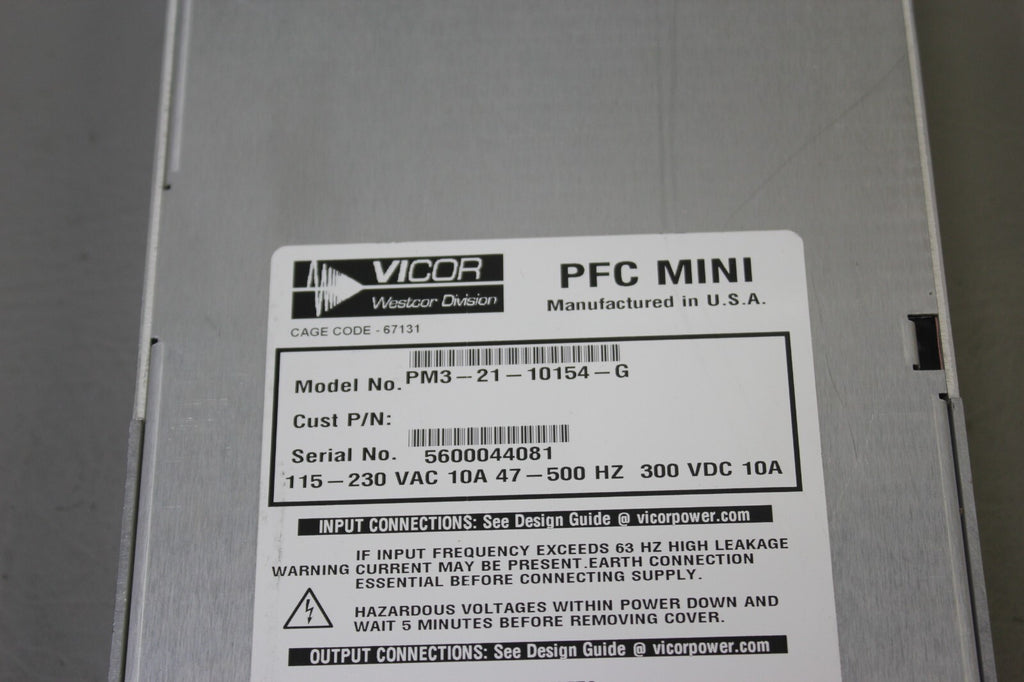 VICOR
Westcor Division
PFC MINI
Manufactured in U.S.A.
CAGE CODE - 67131
Model No. PM3-21-10154-G
Cust P/N:
Serial No. 5600044081
115-230 VAC 10A 47-500 HZ 300 VDC 10A
INPUT CONNECTIONS: See Design Guide @ vicorpower.com
IF INPUT FREQUENCY EXCEEDS 63 HZ HIGH LEAKAGE
WARNING CURRENT MAY BE PRESENT.EARTH CONNECTION
ESSENTIAL BEFORE CONNECTING SUPPLY.
HAZARDOUS VOLTAGES WITHIN POWER DOWN AND
WAIT 5 MINUTES BEFORE REMOVING COVER.
OUTPUT CONNECTIONS: See Design Guide @ vicorpower.com